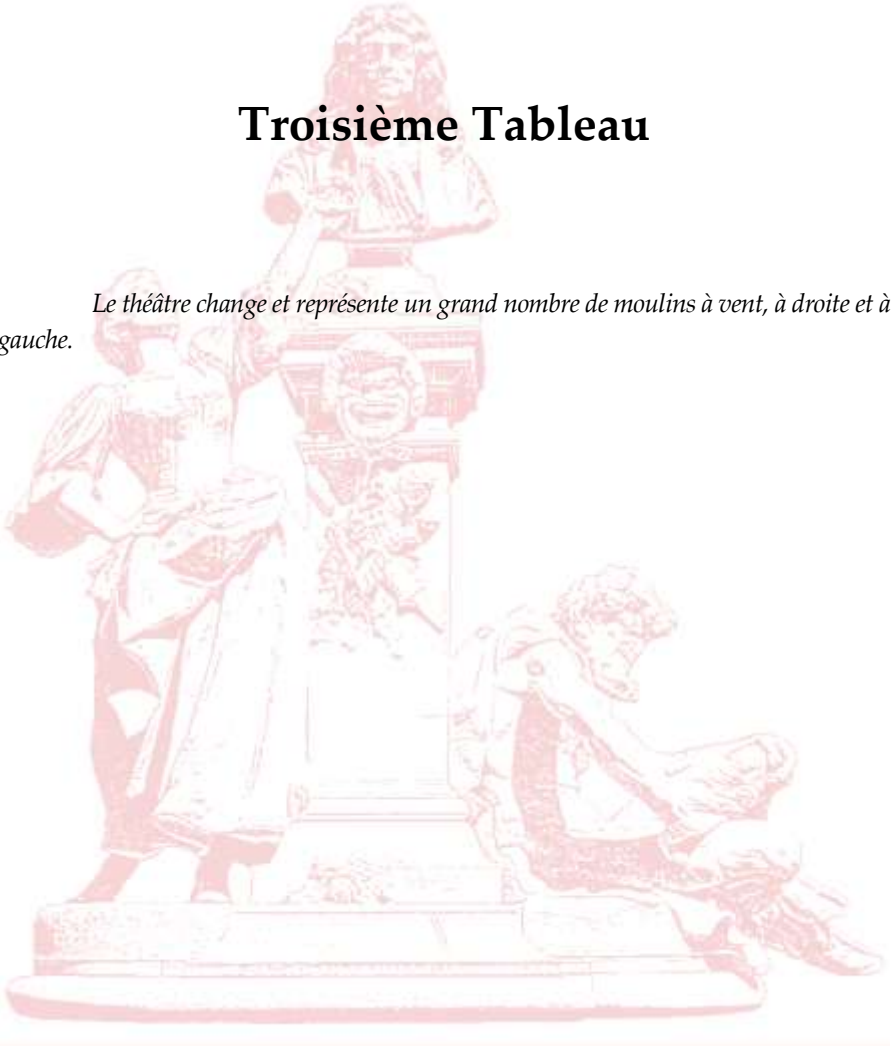 Troisième Tableau
Le théâtre change et représente un grand nombre de moulins à vent, à droite et à
gauche.